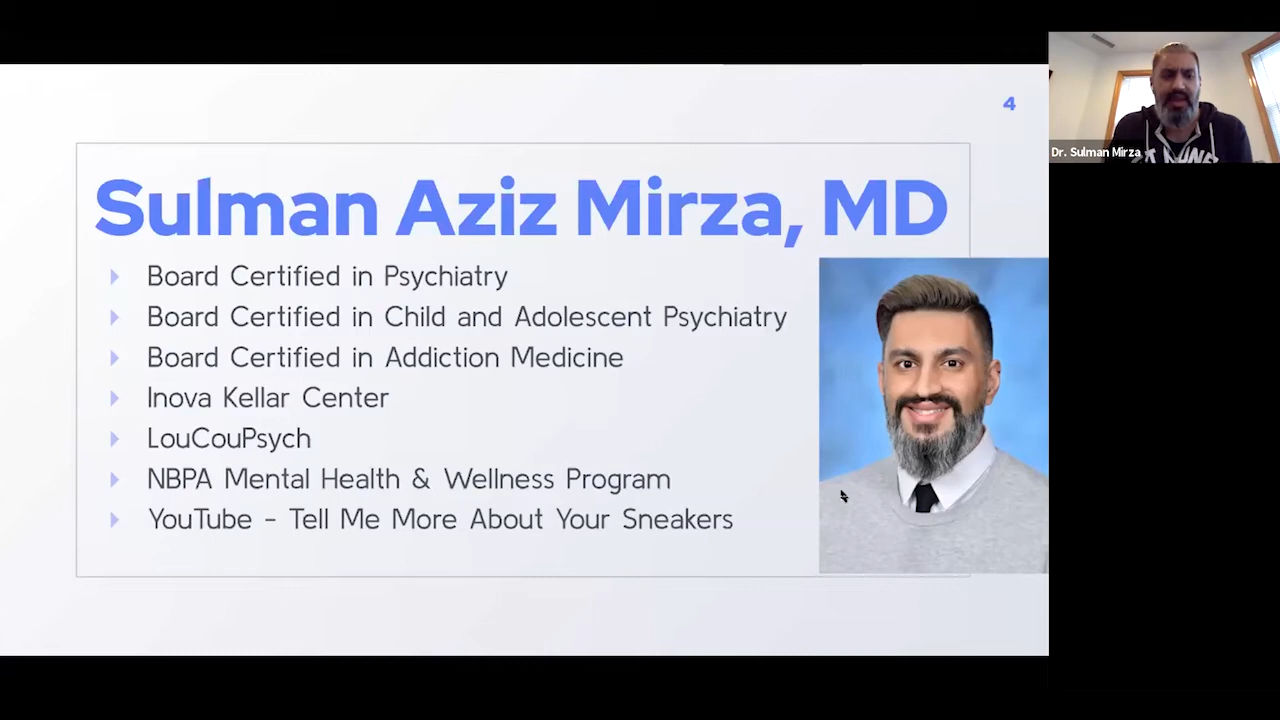 4
Sulman Aziz Mirza, MD
Board Certified in Psychiatry
Board Certified in Child and Adolescent Psychiatry
Board Certified in Addiction Medicine
Inova Kellar Center
LouCouPsych
NBPA Mental Health & Wellness Program
YouTube - Tell Me More About Your Sneakers
Dr. Sulman Mirza